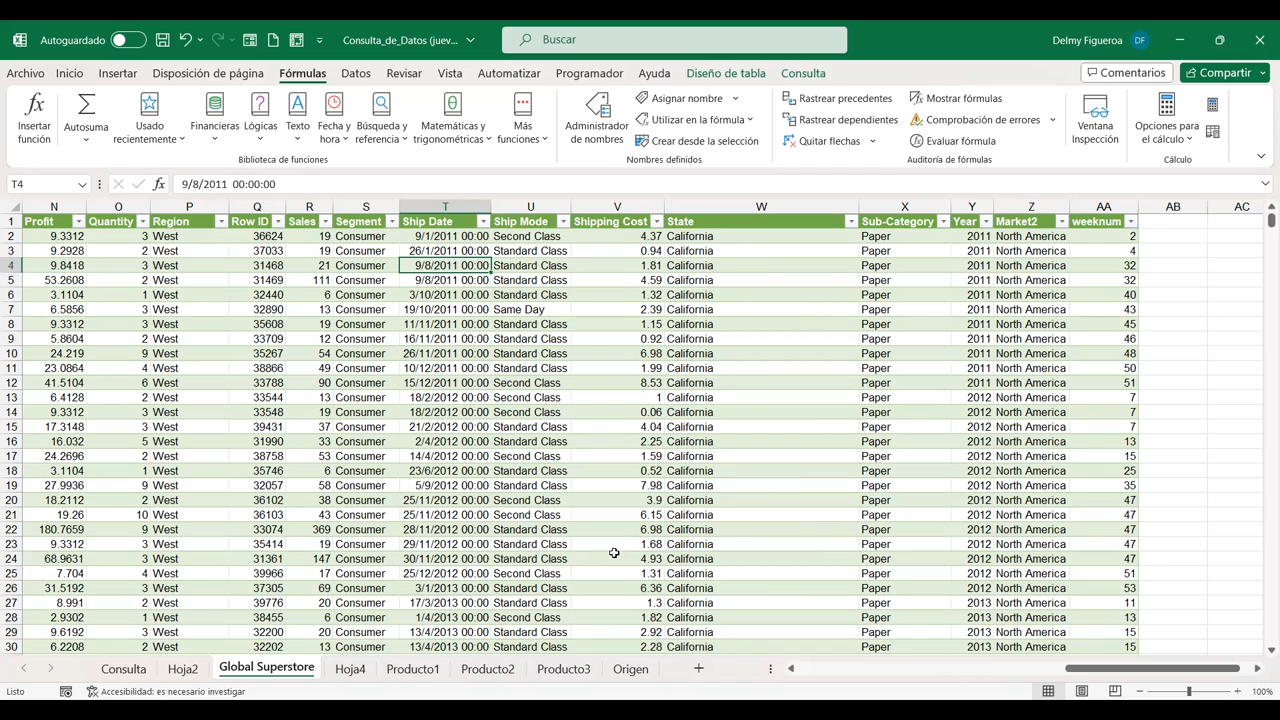 Autoguardado Consulta_de_Datos (juev... Buscar Delmy Figueroa DF
Archivo Inicio Insertar Disposición de página Fórmulas Datos Revisar Vista Automatizar Programador Ayuda Diseño de tabla Consulta Comentarios Compartir
Insertar función Autosuma Usado recientemente Financieras Lógicas Texto Fecha y hora Búsqueda y referencia Matemáticas y trigonométricas Más funciones Administrador de nombres Asignar nombre Utilizar en la fórmula Crear desde la selección Rastrear precedentes Rastrear dependientes Quitar flechas Mostrar fórmulas Comprobación de errores Evaluar fórmula Ventana Inspección Opciones para el cálculo
Biblioteca de funciones Nombres definidos Auditoría de fórmulas Cálculo
T4 fx 9/8/2011 00:00:00
N O P Q R S T U V W X Y Z AA AB AC
1 Profit Quantity Region Row ID Sales Segment Ship Date Ship Mode Shipping Cost State Sub-Category Year Market2 weeknum
2 9.3312 3 West 36624 19 Consumer 9/1/2011 00:00 Second Class 4.37 California Paper 2011 North America 2
3 9.2928 2 West 37033 19 Consumer 26/1/2011 00:00 Standard Class 0.94 California Paper 2011 North America 4
4 9.8418 3 West 31468 21 Consumer 9/8/2011 00:00 Standard Class 1.81 California Paper 2011 North America 32
5 53.2608 2 West 31469 111 Consumer 9/8/2011 00:00 Standard Class 4.59 California Paper 2011 North America 32
6 3.1104 1 West 32440 6 Consumer 3/10/2011 00:00 Standard Class 1.32 California Paper 2011 North America 40
7 6.5856 3 West 32890 13 Consumer 19/10/2011 00:00 Same Day 2.39 California Paper 2011 North America 43
8 9.3312 3 West 35608 19 Consumer 11/11/2011 00:00 Standard Class 1.15 California Paper 2011 North America 45
9 5.8604 2 West 33709 12 Consumer 16/11/2011 00:00 Standard Class 0.92 California Paper 2011 North America 46
10 24.219 9 West 35267 54 Consumer 26/11/2011 00:00 Standard Class 6.98 California Paper 2011 North America 48
11 23.0864 4 West 38866 49 Consumer 10/12/2011 00:00 Standard Class 1.99 California Paper 2011 North America 50
12 41.5104 6 West 33788 90 Consumer 15/12/2011 00:00 Second Class 8.53 California Paper 2011 North America 51
13 6.4128 2 West 33544 13 Consumer 18/2/2012 00:00 Second Class 1 California Paper 2012 North America 7
14 9.3312 3 West 33548 19 Consumer 18/2/2012 00:00 Second Class 0.06 California Paper 2012 North America 7
15 17.3148 3 West 39431 37 Consumer 21/2/2012 00:00 Standard Class 4.04 California Paper 2012 North America 7
16 16.032 5 West 31990 33 Consumer 2/4/2012 00:00 Standard Class 2.25 California Paper 2012 North America 13
17 24.2696 2 West 38758 53 Consumer 14/4/2012 00:00 Second Class 1.59 California Paper 2012 North America 15
18 3.1104 1 West 35746 6 Consumer 23/6/2012 00:00 Standard Class 0.52 California Paper 2012 North America 25
19 27.9936 9 West 32057 58 Consumer 5/9/2012 00:00 Standard Class 7.98 California Paper 2012 North America 35
20 18.2112 2 West 36102 38 Consumer 25/11/2012 00:00 Second Class 3.9 California Paper 2012 North America 47
21 19.26 10 West 36103 43 Consumer 25/11/2012 00:00 Second Class 6.15 California Paper 2012 North America 47
22 180.7659 9 West 33074 369 Consumer 28/11/2012 00:00 Standard Class 6.98 California Paper 2012 North America 47
23 9.3312 3 West 35414 19 Consumer 29/11/2012 00:00 Standard Class 1.68 California Paper 2012 North America 47
24 68.9631 3 West 31361 147 Consumer 30/11/2012 00:00 Standard Class 4.93 California Paper 2012 North America 47
25 7.704 4 West 39966 17 Consumer 25/12/2012 00:00 Second Class 1.31 California Paper 2012 North America 51
26 31.5192 3 West 37305 69 Consumer 3/1/2013 00:00 Standard Class 6.36 California Paper 2012 North America 53
27 8.991 2 West 39776 20 Consumer 17/3/2013 00:00 Standard Class 1.3 California Paper 2013 North America 11
28 2.9302 1 West 38455 6 Consumer 1/4/2013 00:00 Second Class 1.82 California Paper 2013 North America 13
29 9.6192 3 West 32200 20 Consumer 13/4/2013 00:00 Standard Class 2.92 California Paper 2013 North America 15
30 6.2208 2 West 32202 13 Consumer 13/4/2013 00:00 Standard Class 2.28 California Paper 2013 North America 15
Consulta Hoja2 Global Superstore Hoja4 Producto1 Producto2 Producto3 Origen
Listo Accesibilidad: es necesario investigar 100%